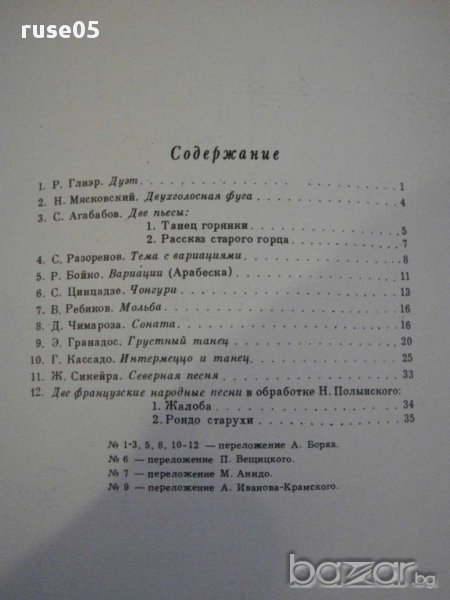 ruse05
Содержание
1. Р. Глиэр. Дуэт 1
2. Н. Мясковский. Двухголосная фуга 4
3. С. Агабабов. Две пьесы:
1. Танец горянки 5
2. Рассказ старого горца 7
4. С. Разоренов. Тема с вариациями 8
5. Р. Бойко. Вариации (Арабеска) 11
6. С. Цинцадзе. Чонгури 13
7. В. Ребиков. Мольба 16
8. Д. Чимароза. Соната 16
9. Э. Гранадос. Грустный танец 20
10. Г. Кассадо. Интермеццо и танец 25
11. Ж. Сикейра. Северная песня 33
12. Две французские народные песни в обработке Н. Полынского:
1. Жалоба 34
2. Рондо старухи 35
№ 1-3, 5, 8, 10-12 — переложение А. Борка.
№ 6 — переложение П. Вещицкого.
№ 7 — переложение М. Анидо.
№ 9 — переложение А. Иванова-Крамского.
bazar.bg